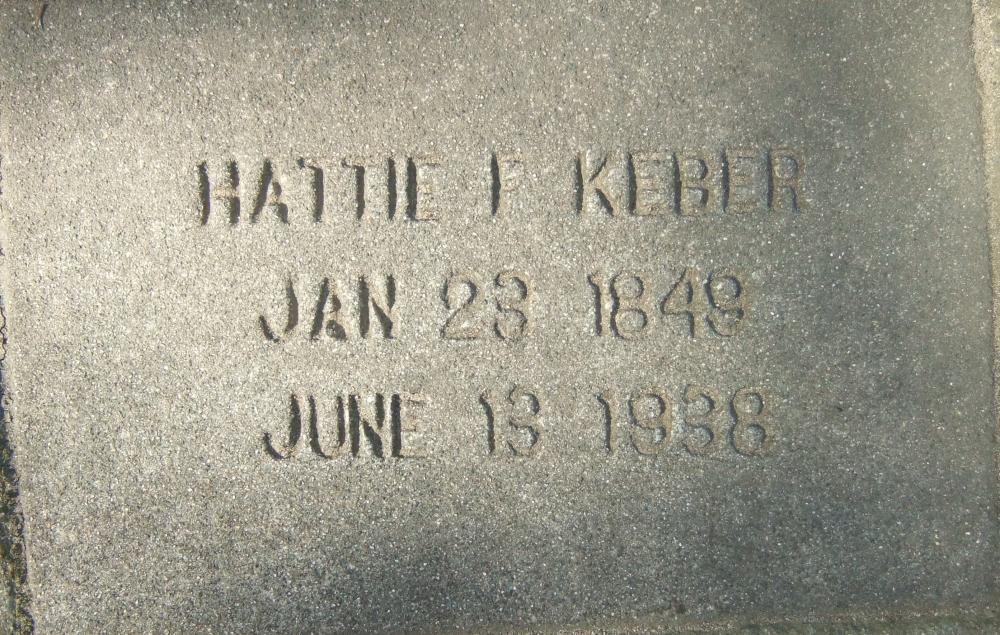 HATTIE F KEBER
JAN 23 1849
JUNE 13 1938